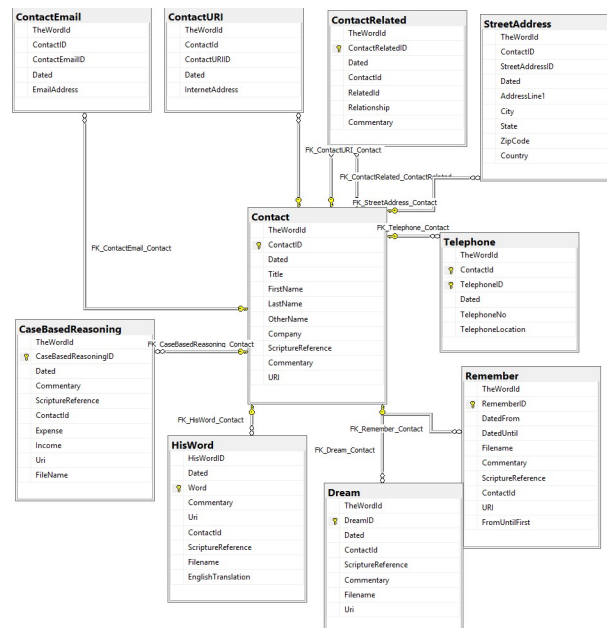 ContactEmail
TheWordId
ContactID
ContactEmailID
Dated
EmailAddress
ContactURI
TheWordId
ContactId
ContactURIID
Dated
InternetAddress
ContactRelated
TheWordId
ContactRelatedID
Dated
ContactId
RelatedId
Relationship
Commentary
StreetAddress
TheWordId
ContactID
StreetAddressID
Dated
AddressLine1
City
State
ZipCode
Country
FK_ContactURI_Contact
FK_ContactRelated_ContactRelated
FK_StreetAddress_Contact
FK_Telephone_Contact
FK_ContactEmail_Contact
Contact
TheWordId
ContactID
Dated
Title
FirstName
LastName
OtherName
Company
ScriptureReference
Commentary
URI
Telephone
TheWordId
ContactId
TelephoneID
Dated
TelephoneNo
TelephoneLocation
CaseBasedReasoning
TheWordId
CaseBasedReasoningID
Dated
Commentary
ScriptureReference
ContactId
Expense
Income
Uri
FileName
FK_CaseBasedReasoning_Contact
Remember
TheWordId
RememberID
DatedFrom
DatedUntil
Filename
Commentary
ScriptureReference
ContactId
URI
FromUntilFirst
FK_HisWord_Contact
FK_Remember_Contact
FK_Dream_Contact
HisWord
HisWordID
Dated
Word
Commentary
Uri
ContactId
ScriptureReference
Filename
EnglishTranslation
Dream
TheWordId
DreamID
Dated
ContactId
ScriptureReference
Commentary
Filename
Uri